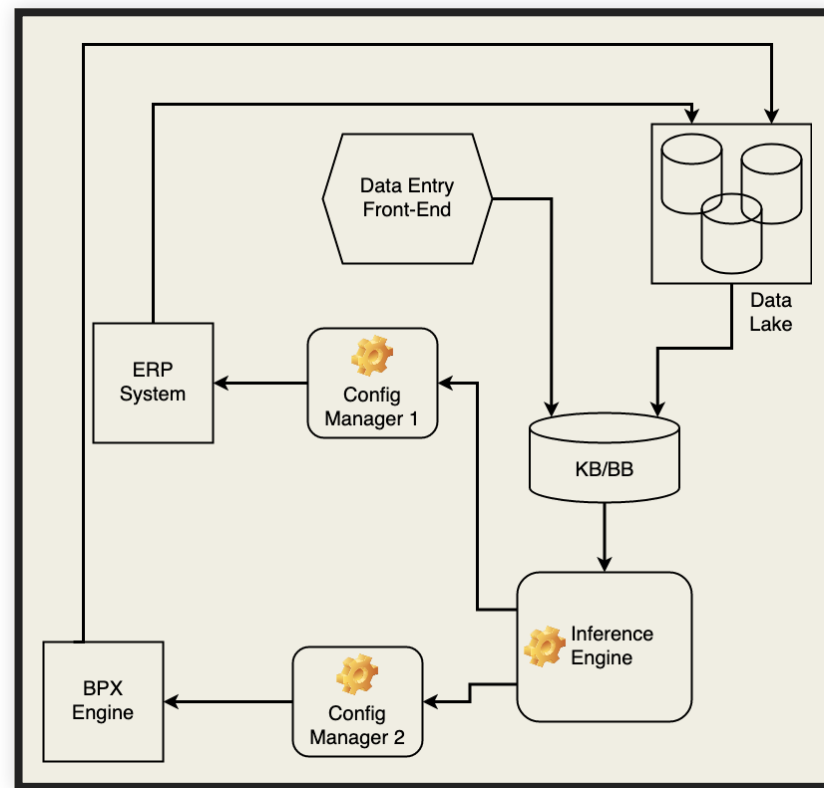 Data Entry
Front-End
Data
Lake
ERP
System
Config
Manager 1
KB/BB
Inference
Engine
BPX
Engine
Config
Manager 2